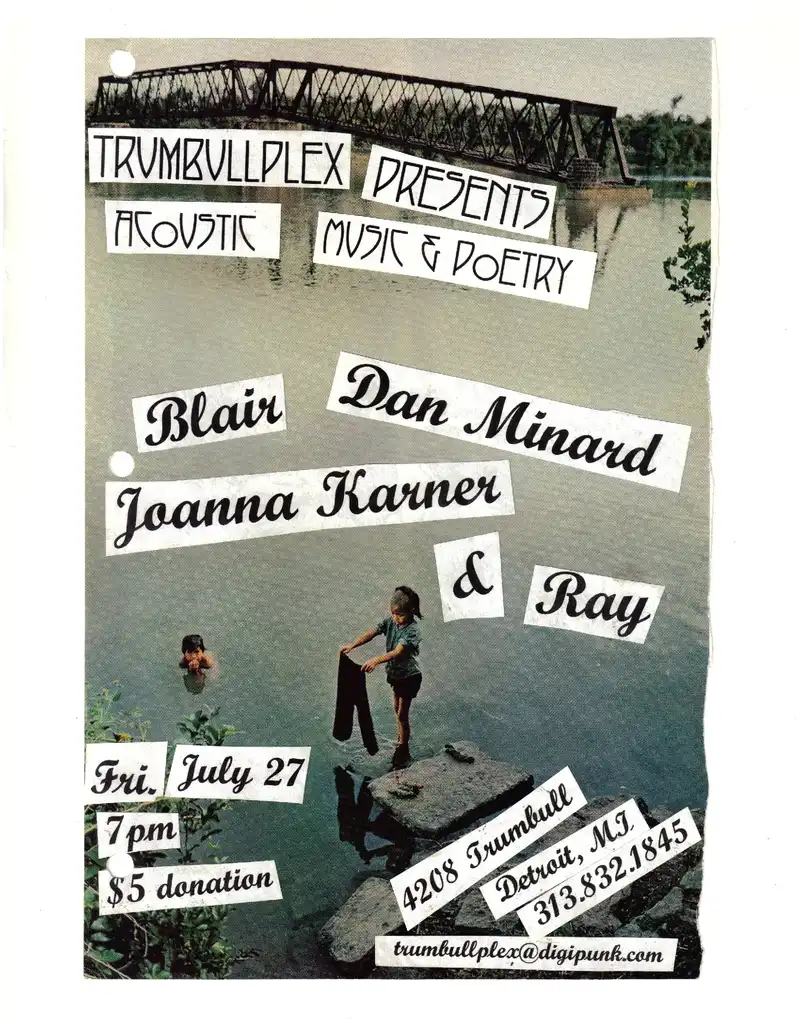 TRUMBULLPLEX PRESENTS
ACOUSTIC MUSIC & POETRY
Blair Dan Minard
Joanna Karner
& Ray
Fri. July 27
7pm
$5 donation
4208 Trumbull
Detroit, MI
313.832.1845
trumbullplex@digipunk.com